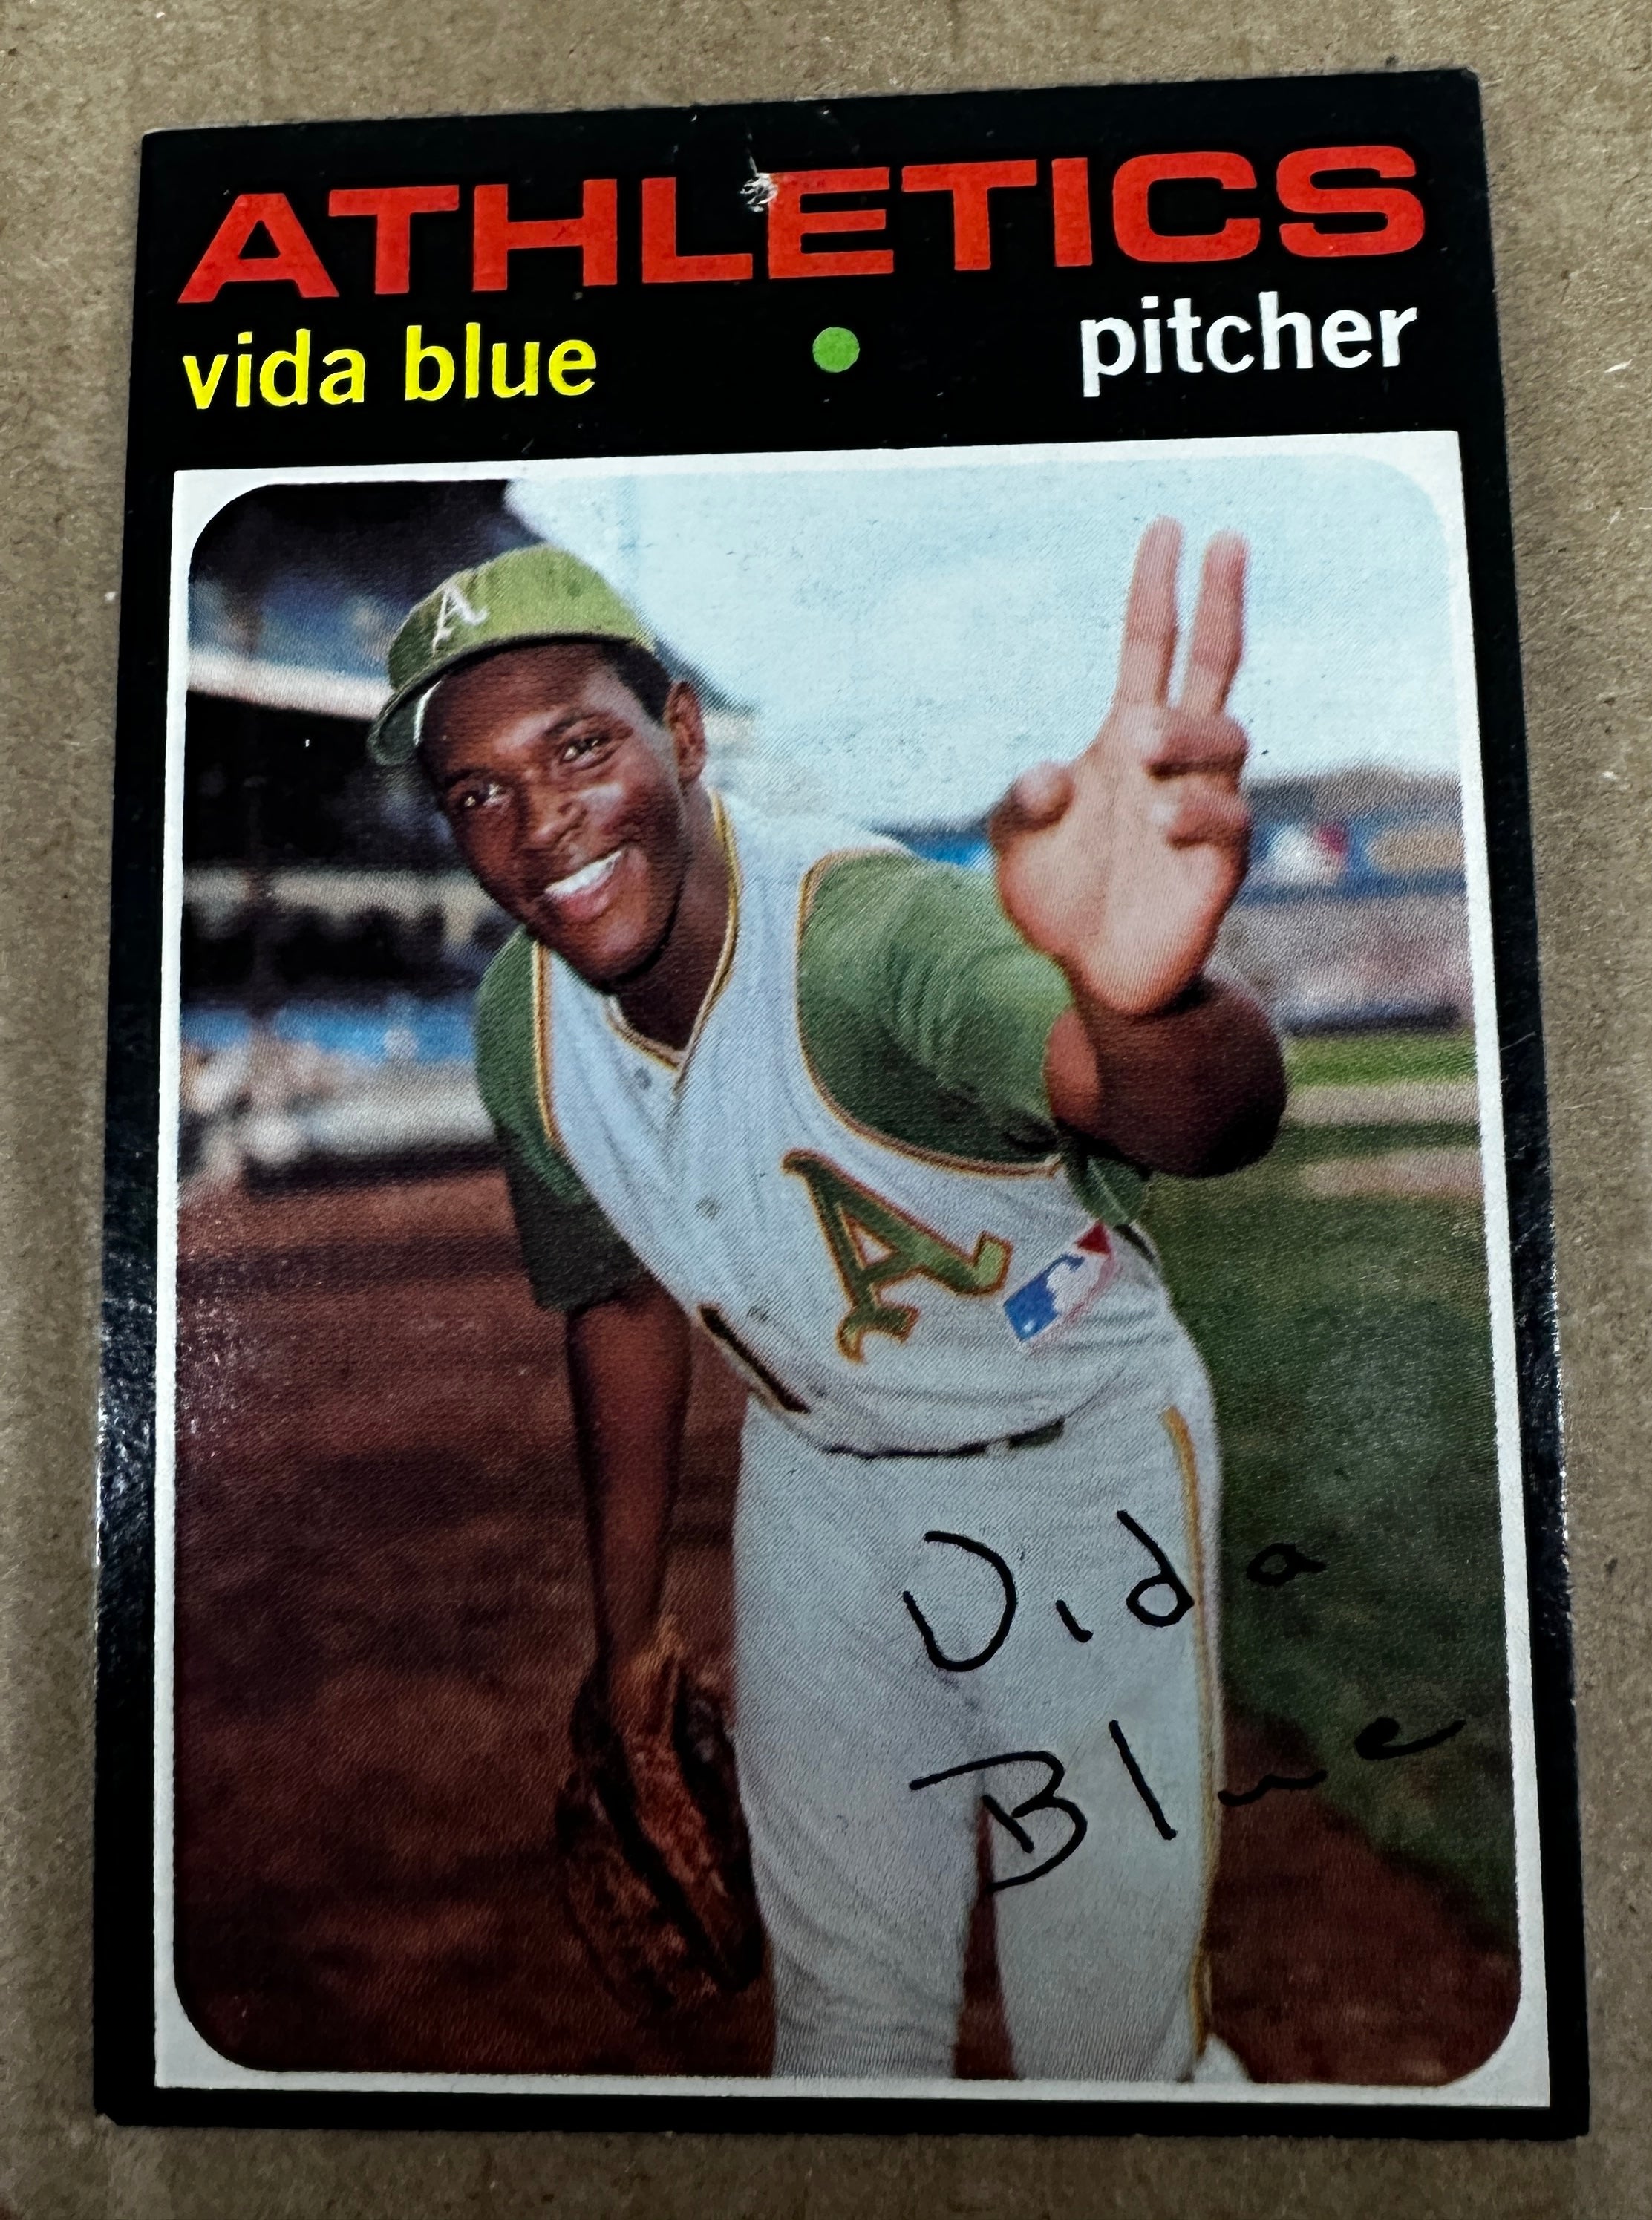 ATHLETICS
vida blue • pitcher
A
A
Vida
Blue